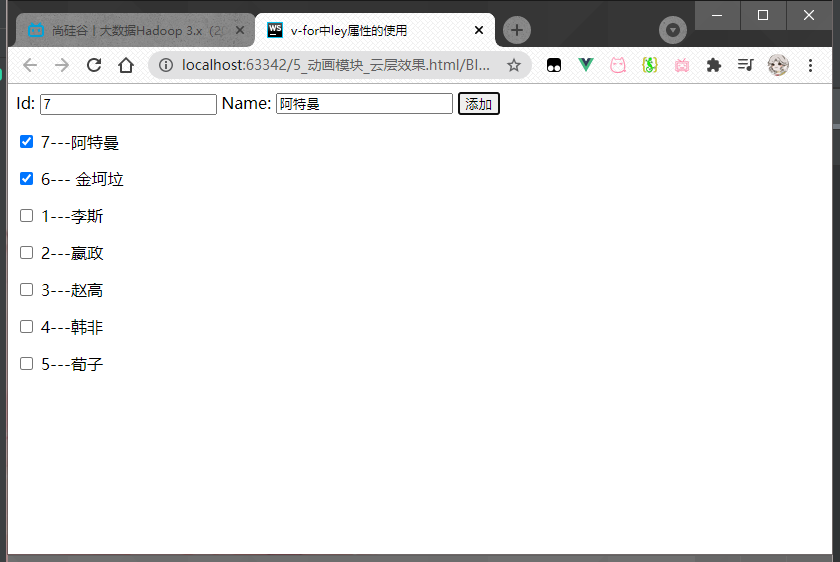 尚硅谷丨大数据Hadoop 3.x
v-for中ley属性的使用
localhost:63342/5_动画模块_云层效果.html/Bl...
Id: 7 Name: 阿特曼 添加
7---阿特曼
6--- 金坷垃
1---李斯
2---嬴政
3---赵高
4---韩非
5---荀子